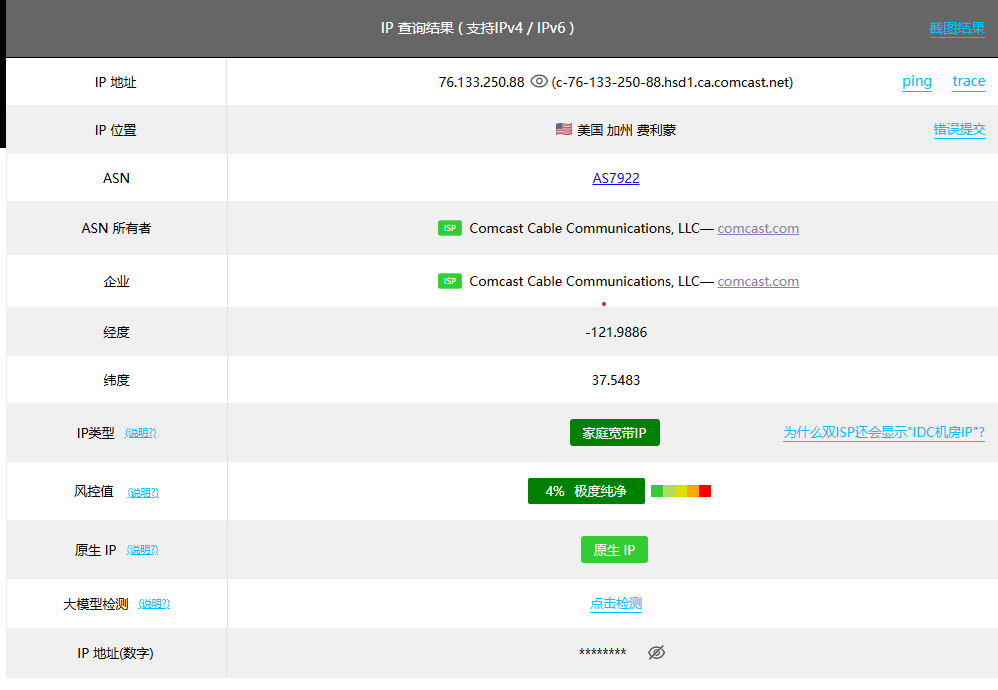 IP 查询结果 ( 支持IPv4 / IPv6 ) 截图结果
IP 地址 76.133.250.88 (c-76-133-250-88.hsd1.ca.comcast.net) ping trace
IP 位置 美国 加州 费利蒙 错误提交
ASN AS7922
ASN 所有者 ISP Comcast Cable Communications, LLC— comcast.com
企业 ISP Comcast Cable Communications, LLC— comcast.com
经度 -121.9886
纬度 37.5483
IP类型 (说明?) 家庭宽带IP 为什么双ISP还会显示"IDC机房IP"?
风控值 (说明?) 4% 极度纯净
原生 IP (说明?) 原生 IP
大模型检测 (说明?) 点击检测
IP 地址(数字) ********